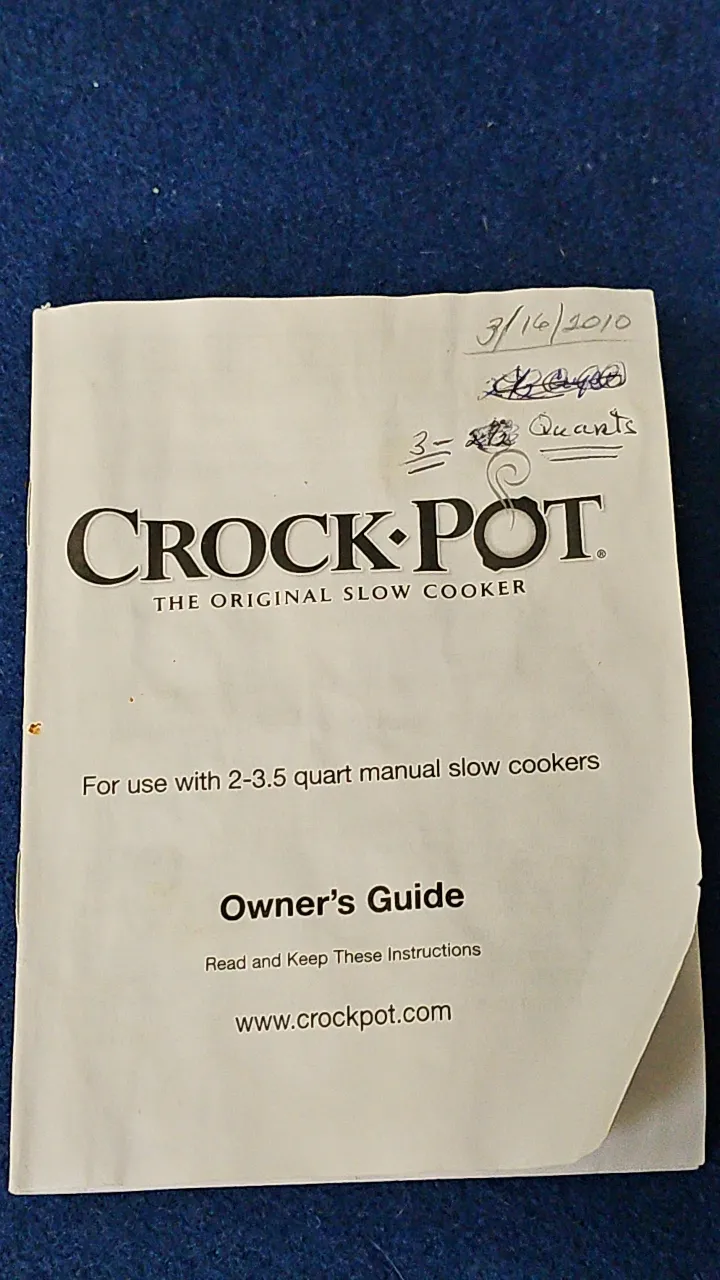 3/16/2010
3- Quarts
CROCK·POT®
THE ORIGINAL SLOW COOKER
For use with 2-3.5 quart manual slow cookers
Owner's Guide
Read and Keep These Instructions
www.crockpot.com